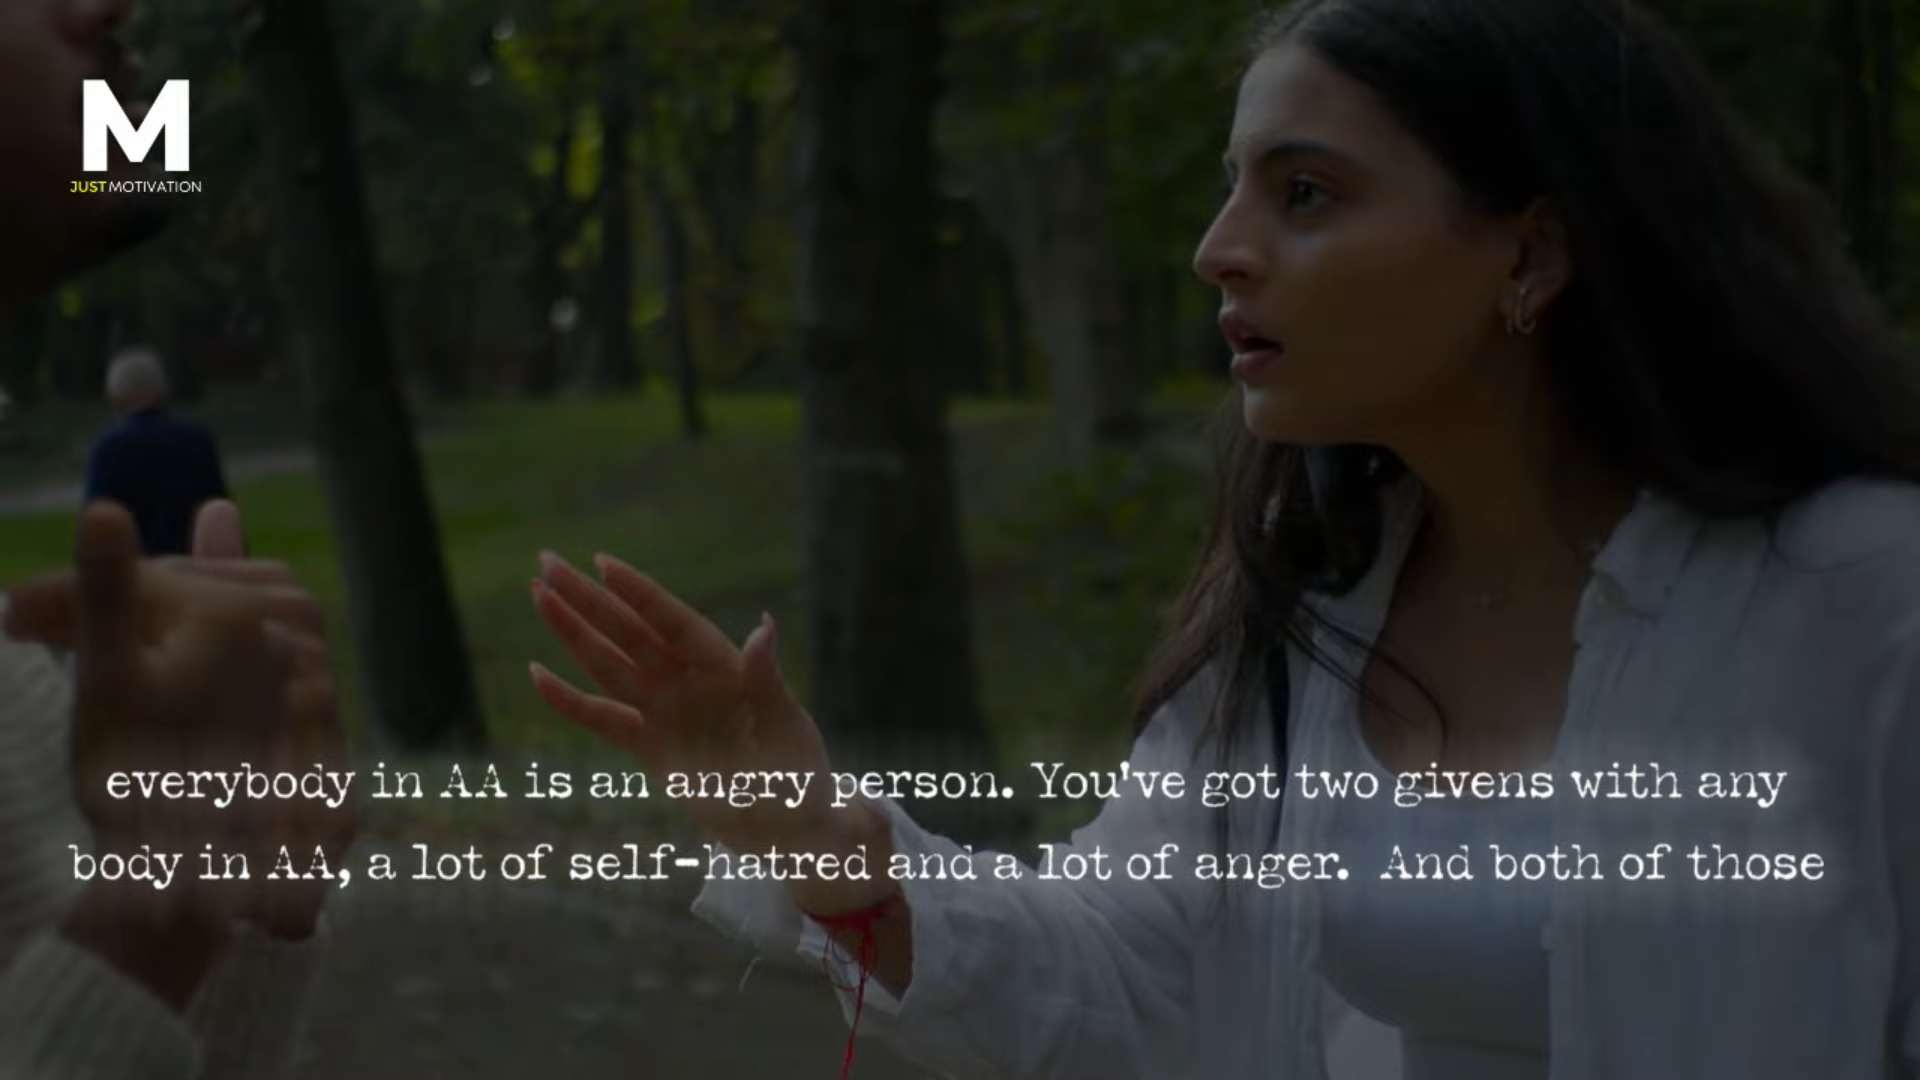 M
JUST MOTIVATION
everybody in AA is an angry person. You've got two givens with any
body in AA, a lot of self-hatred and a lot of anger.  And both of those